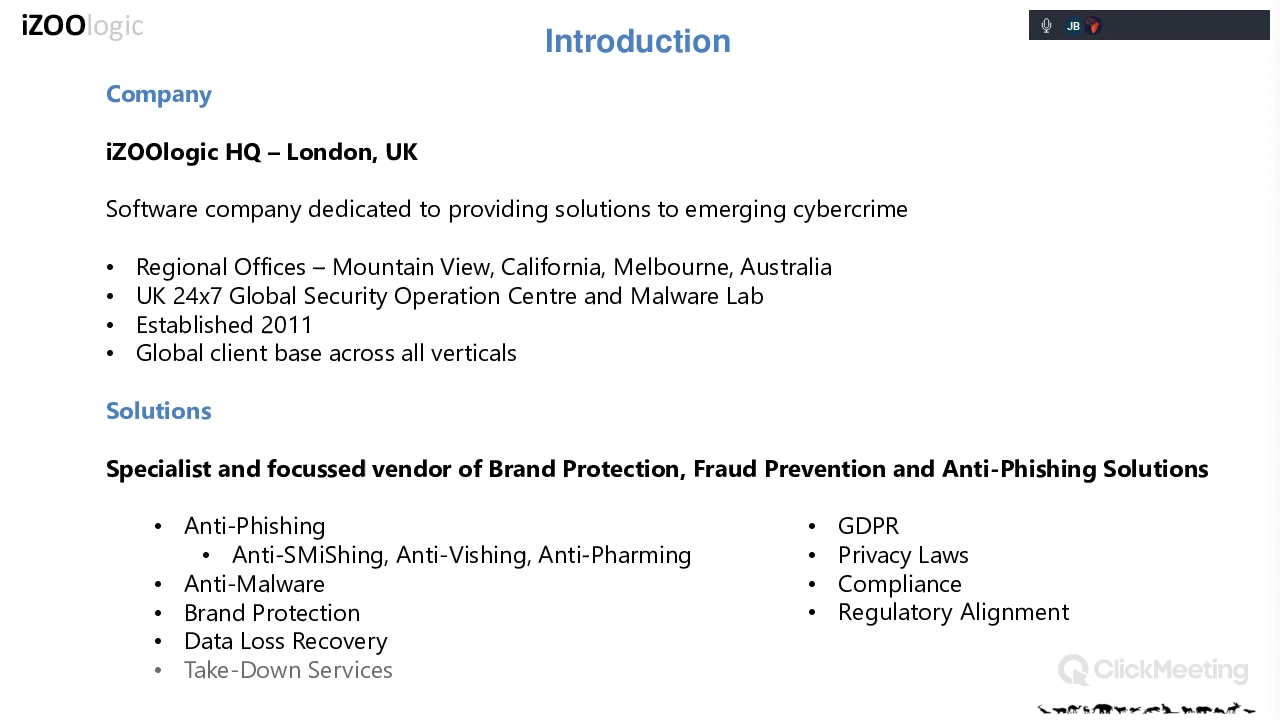 iZOOlogic
Introduction
JB
Company
iZOOlogic HQ – London, UK
Software company dedicated to providing solutions to emerging cybercrime
• Regional Offices – Mountain View, California, Melbourne, Australia
• UK 24x7 Global Security Operation Centre and Malware Lab
• Established 2011
• Global client base across all verticals
Solutions
Specialist and focussed vendor of Brand Protection, Fraud Prevention and Anti-Phishing Solutions
• Anti-Phishing
• Anti-SMiShing, Anti-Vishing, Anti-Pharming
• Anti-Malware
• Brand Protection
• Data Loss Recovery
• Take-Down Services
• GDPR
• Privacy Laws
• Compliance
• Regulatory Alignment
ClickMeeting